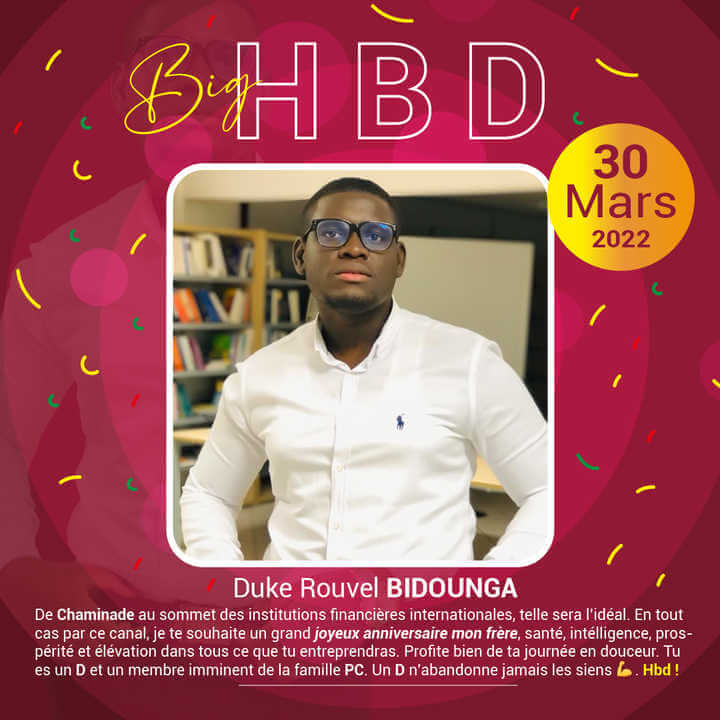 Big HBD
30
Mars
2022
Duke Rouvel BIDOUNGA
De Chaminade au sommet des institutions financières internationales, telle sera l'idéal. En tout
cas par ce canal, je te souhaite un grand joyeux anniversaire mon frère, santé, intélligence, pros-
périté et élévation dans tous ce que tu entreprendras. Profite bien de ta journée en douceur. Tu
es un D et un membre imminent de la famille PC. Un D n'abandonne jamais les siens 💪. Hbd !